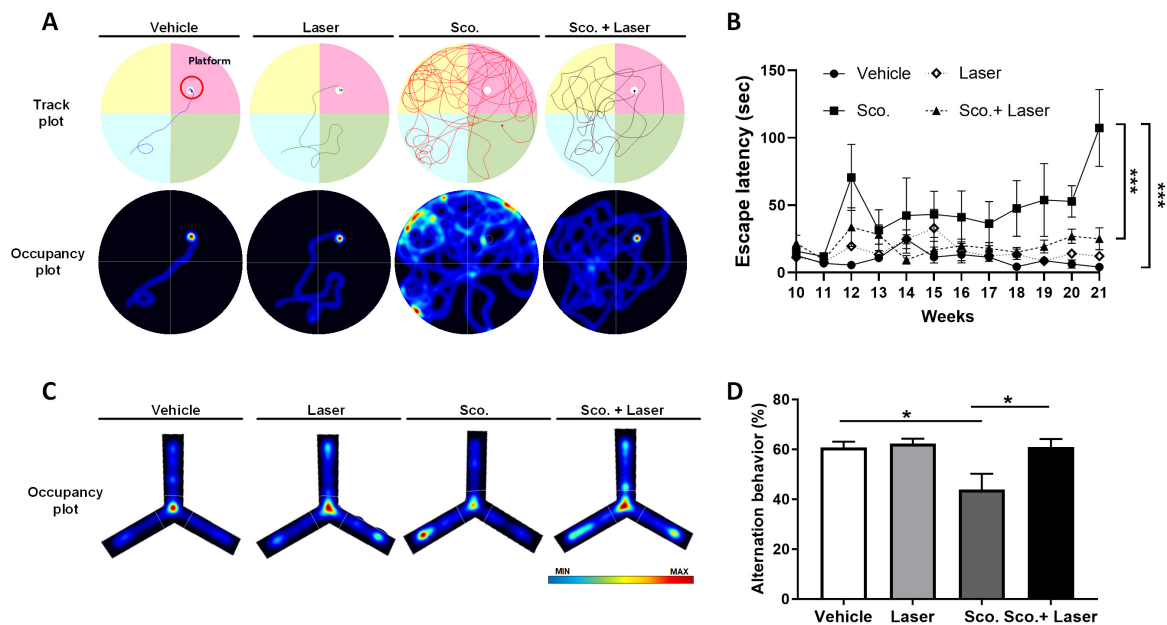 A
Vehicle
Laser
Sco.
Sco. + Laser
Platform
Track
plot
Occupancy
plot
B
Escape latency (sec)
150
100
50
0
Vehicle
Laser
Sco.
Sco.+ Laser
10 11 12 13 14 15 16 17 18 19 20 21
Weeks
***
***
C
Vehicle
Laser
Sco.
Sco. + Laser
Occupancy
plot
MIN
MAX
D
Alternation behavior (%)
80
60
40
20
0
*
*
Vehicle
Laser
Sco.
Sco.+ Laser